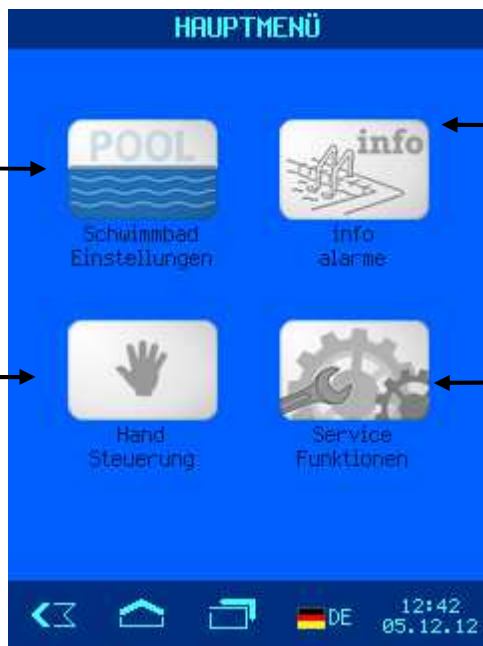 HAUPTMENÜ
POOL
info
Schwimmbad
Einstellungen
info
alarme
Hand
Steuerung
Service
Funktionen
DE
12:42
05.12.12